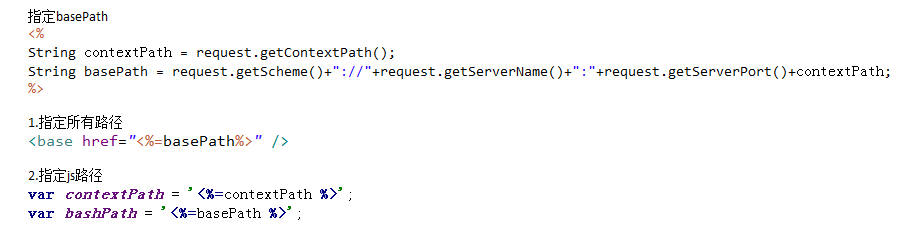 指定basePath
<%
String contextPath = request.getContextPath();
String basePath = request.getScheme()+"://"+request.getServerName()+":"+request.getServerPort()+contextPath;
%>
1.指定所有路径
<base href="<%=basePath%>" />
2.指定js路径
var contextPath = '<%=contextPath %>';
var bashPath = '<%=basePath %>';